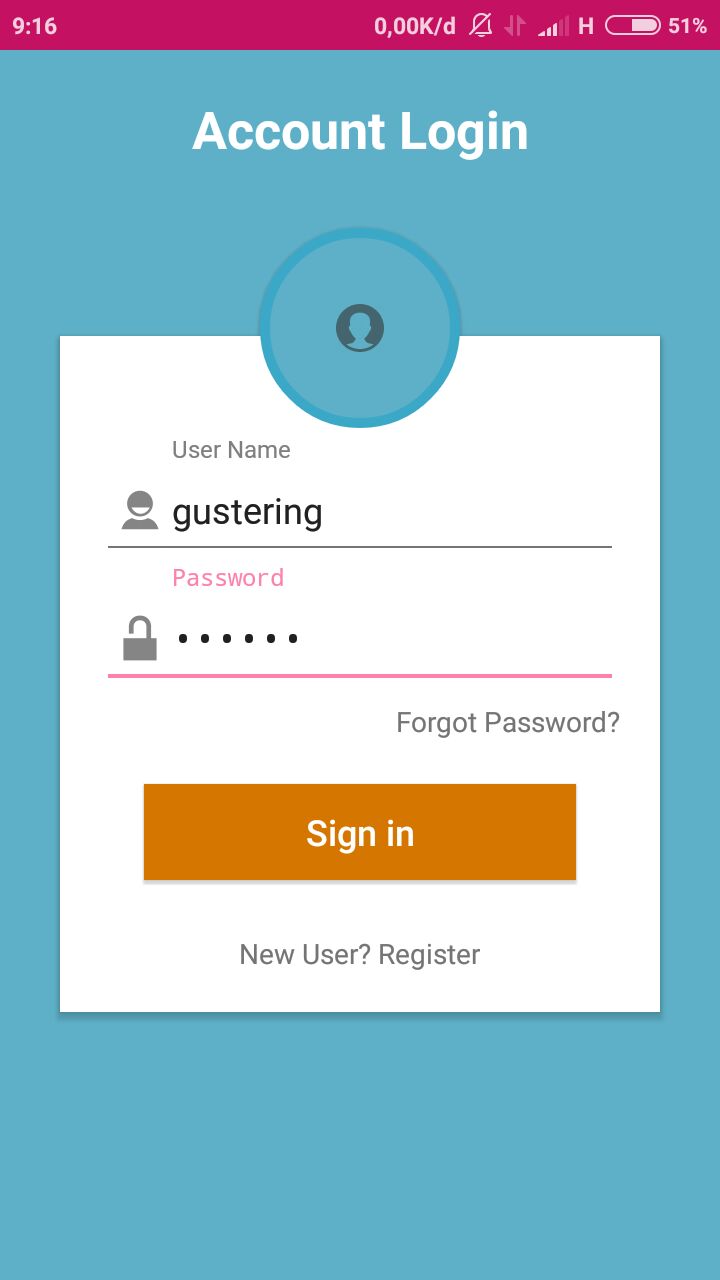 9:16 0,00K/d H 51%
Account Login
User Name
gustering
Password
••••••
Forgot Password?
Sign in
New User? Register